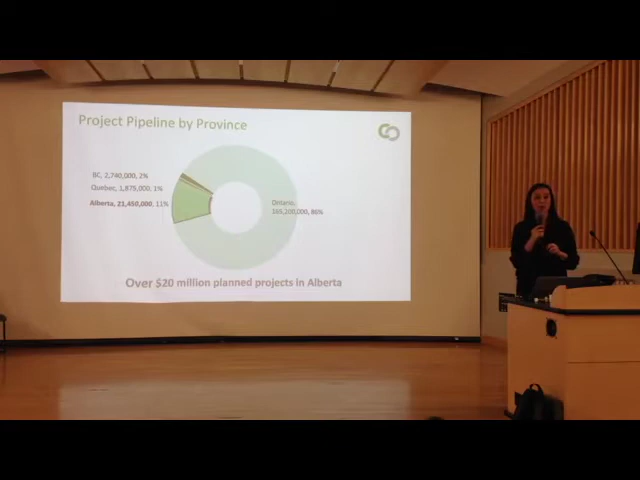 Project Pipeline by Province
BC, 2,740,000, 2%
Quebec, 1,875,000, 1%
Alberta, 21,450,000, 11%
Ontario,
169,200,000, 86%
Over $20 million planned projects in Alberta